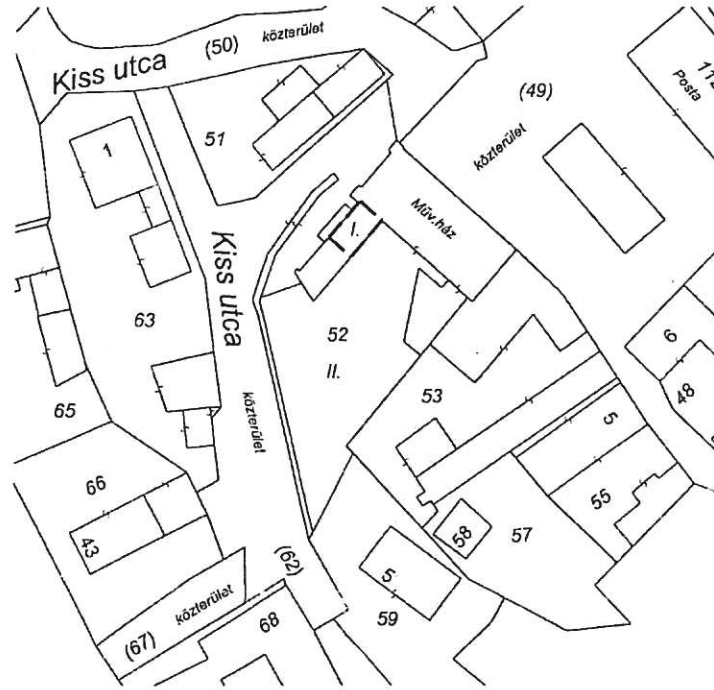 Kiss utca
(50)
közterület
(49)
közterület
Posta
51
1
Műv.ház
I.
Kiss utca
63
52
II.
közterület
53
6
48
65
5
55
66
43
58
57
(62)
5
59
közterület
(67)
68